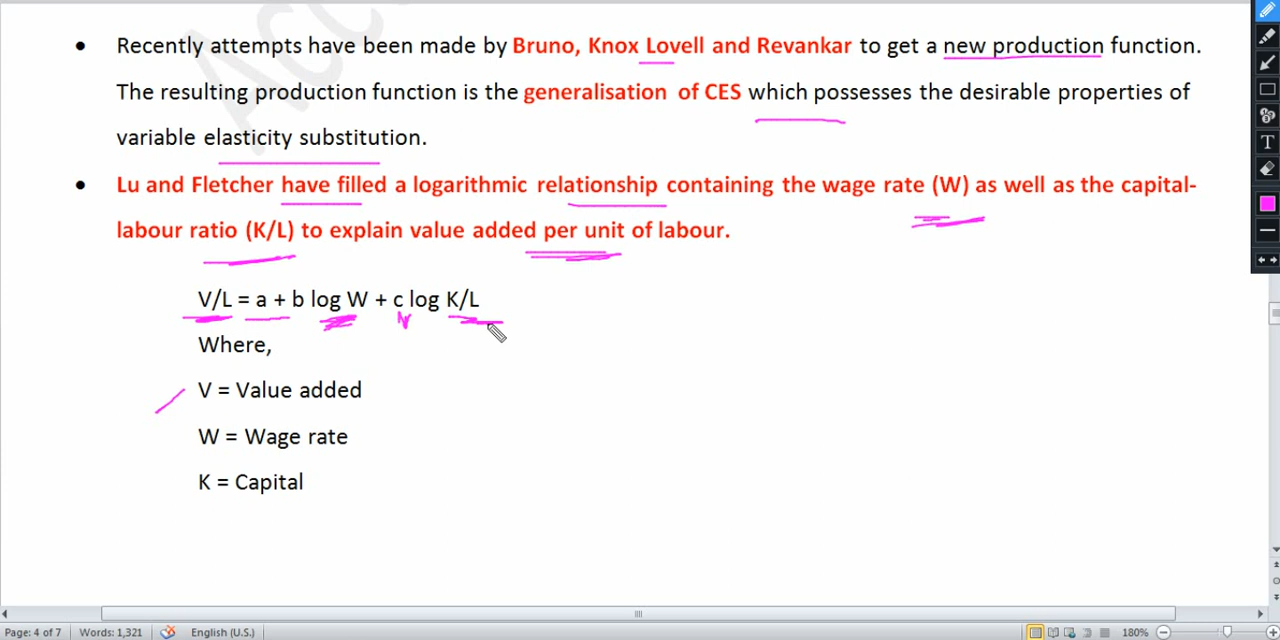 • Recently attempts have been made by Bruno, Knox Lovell and Revankar to get a new production function.
The resulting production function is the generalisation of CES which possesses the desirable properties of
variable elasticity substitution.
• Lu and Fletcher have filled a logarithmic relationship containing the wage rate (W) as well as the capital-
labour ratio (K/L) to explain value added per unit of labour.
V/L = a + b log W + c log K/L
Where,
V = Value added
W = Wage rate
K = Capital
Page: 4 of 7 Words: 1,321 English (U.S.) 180%